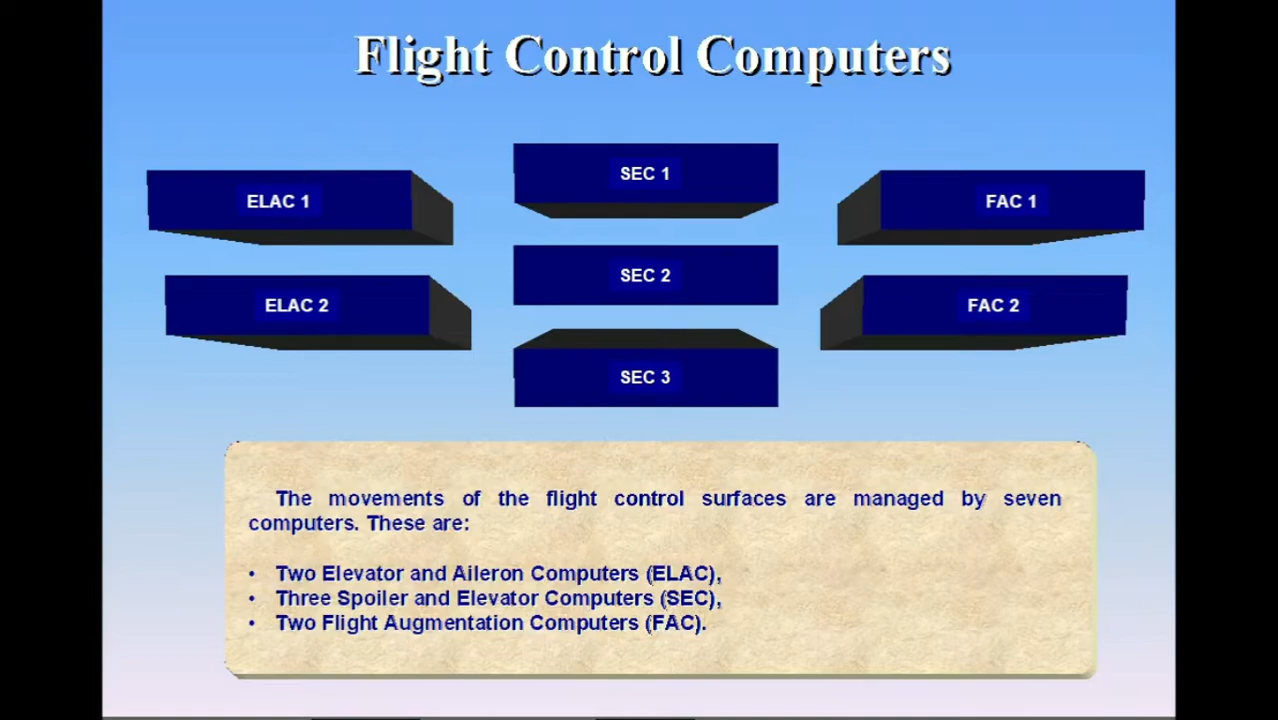 Flight Control Computers
SEC 1
ELAC 1
FAC 1
SEC 2
ELAC 2
FAC 2
SEC 3
The movements of the flight control surfaces are managed by seven
computers. These are:
• Two Elevator and Aileron Computers (ELAC),
• Three Spoiler and Elevator Computers (SEC),
• Two Flight Augmentation Computers (FAC).